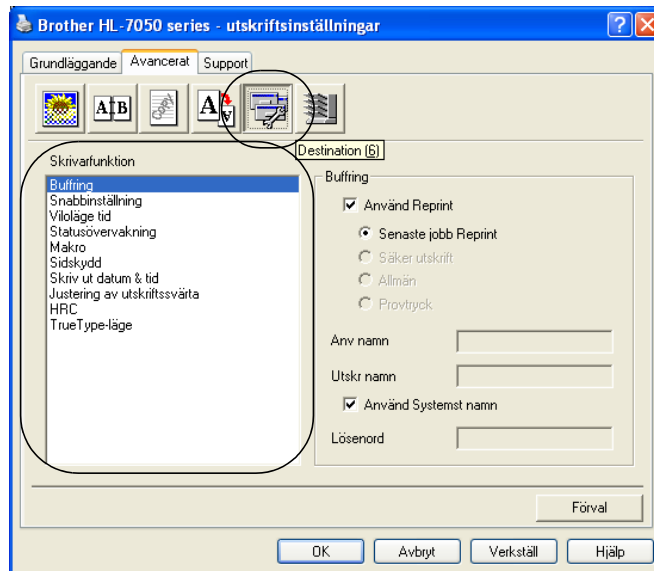 Brother HL-7050 series - utskriftsinställningar
Grundläggande Avancerat Support
A B
Copy
A A
Destination (6)
Skrivarfunktion
Buffring
Snabbinställning
Viloläge tid
Statusövervakning
Makro
Sidskydd
Skriv ut datum & tid
Justering av utskriftssvärta
HRC
TrueType-läge
Buffring
Använd Reprint
Senaste jobb Reprint
Säker utskrift
Allmän
Provtryck
Anv namn
Utskr namn
Använd Systemst namn
Lösenord
Förval
OK Avbryt Verkställ Hjälp